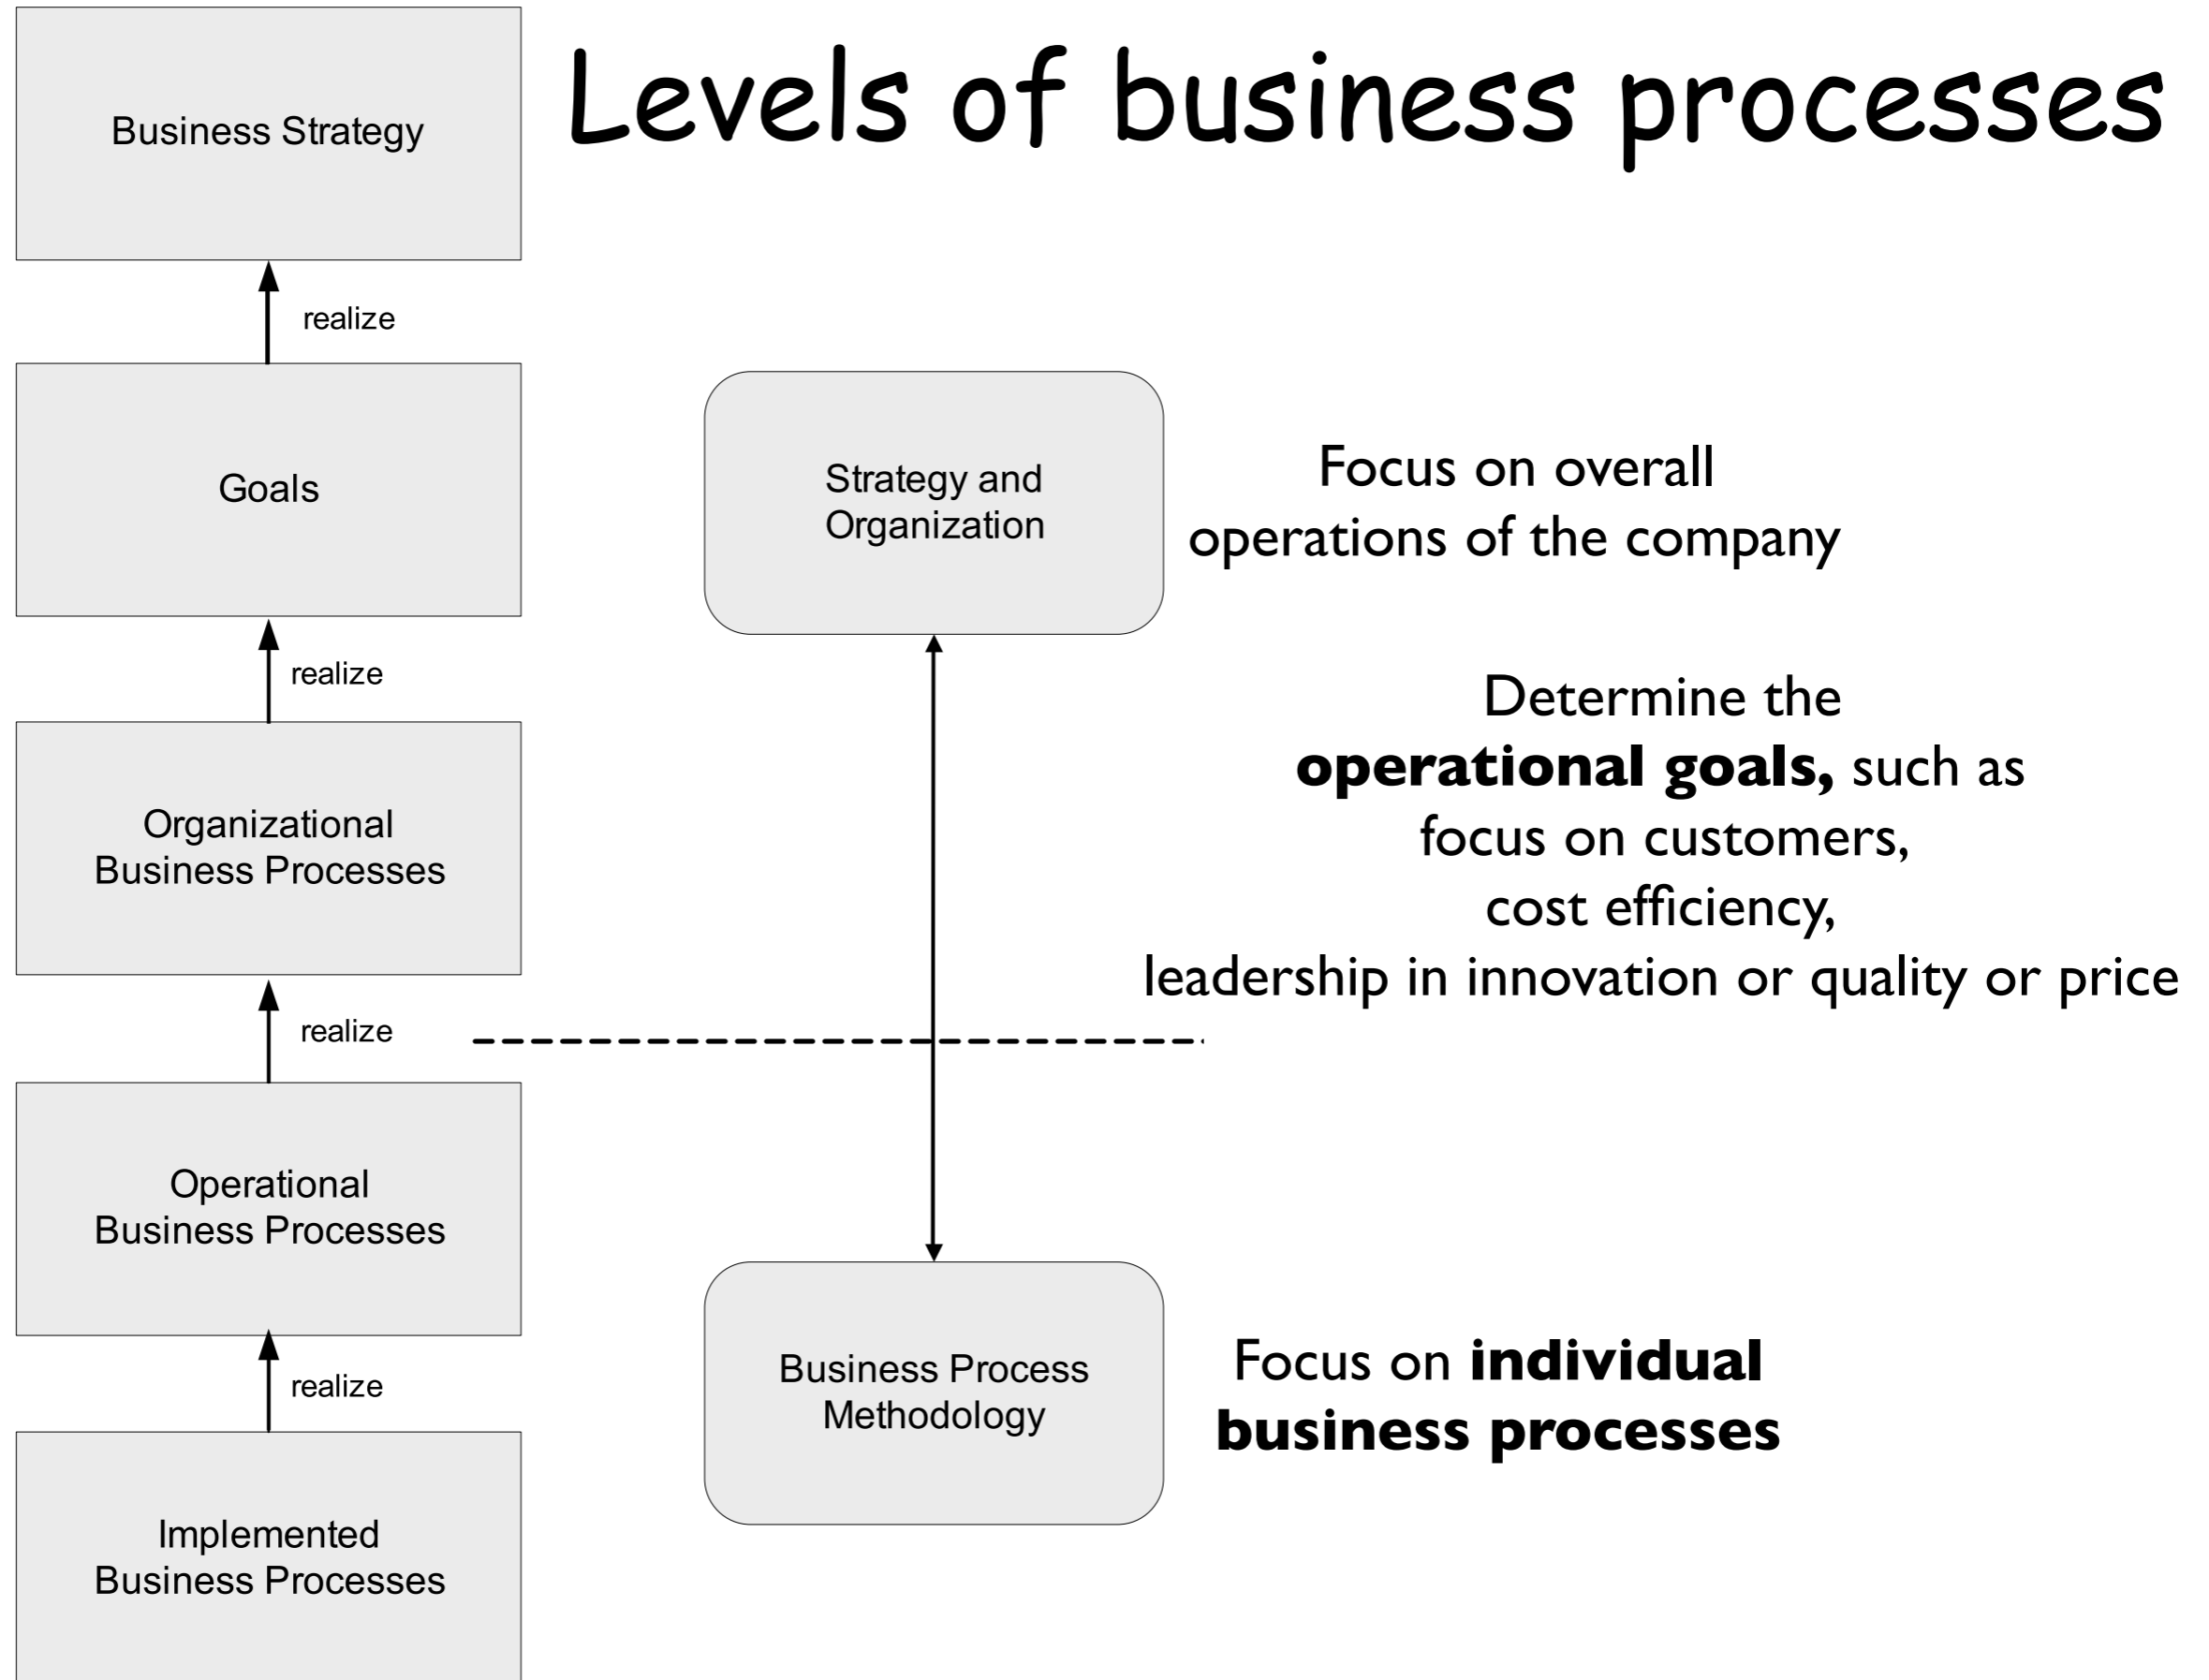 Levels of business processes
Business Strategy
realize
Goals
realize
Organizational
Business Processes
realize
Operational
Business Processes
realize
Implemented
Business Processes
Strategy and
Organization
Business Process
Methodology
Focus on overall
operations of the company
Determine the
operational goals, such as
focus on customers,
cost efficiency,
leadership in innovation or quality or price
Focus on individual
business processes